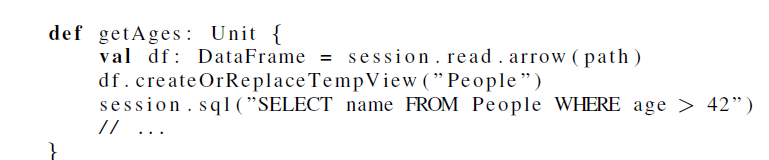 def getAges: Unit {
    val df: DataFrame = session.read.arrow(path)
    df.createOrReplaceTempView(”People”)
    session.sql(”SELECT name FROM People WHERE age > 42”)
    // ...
}